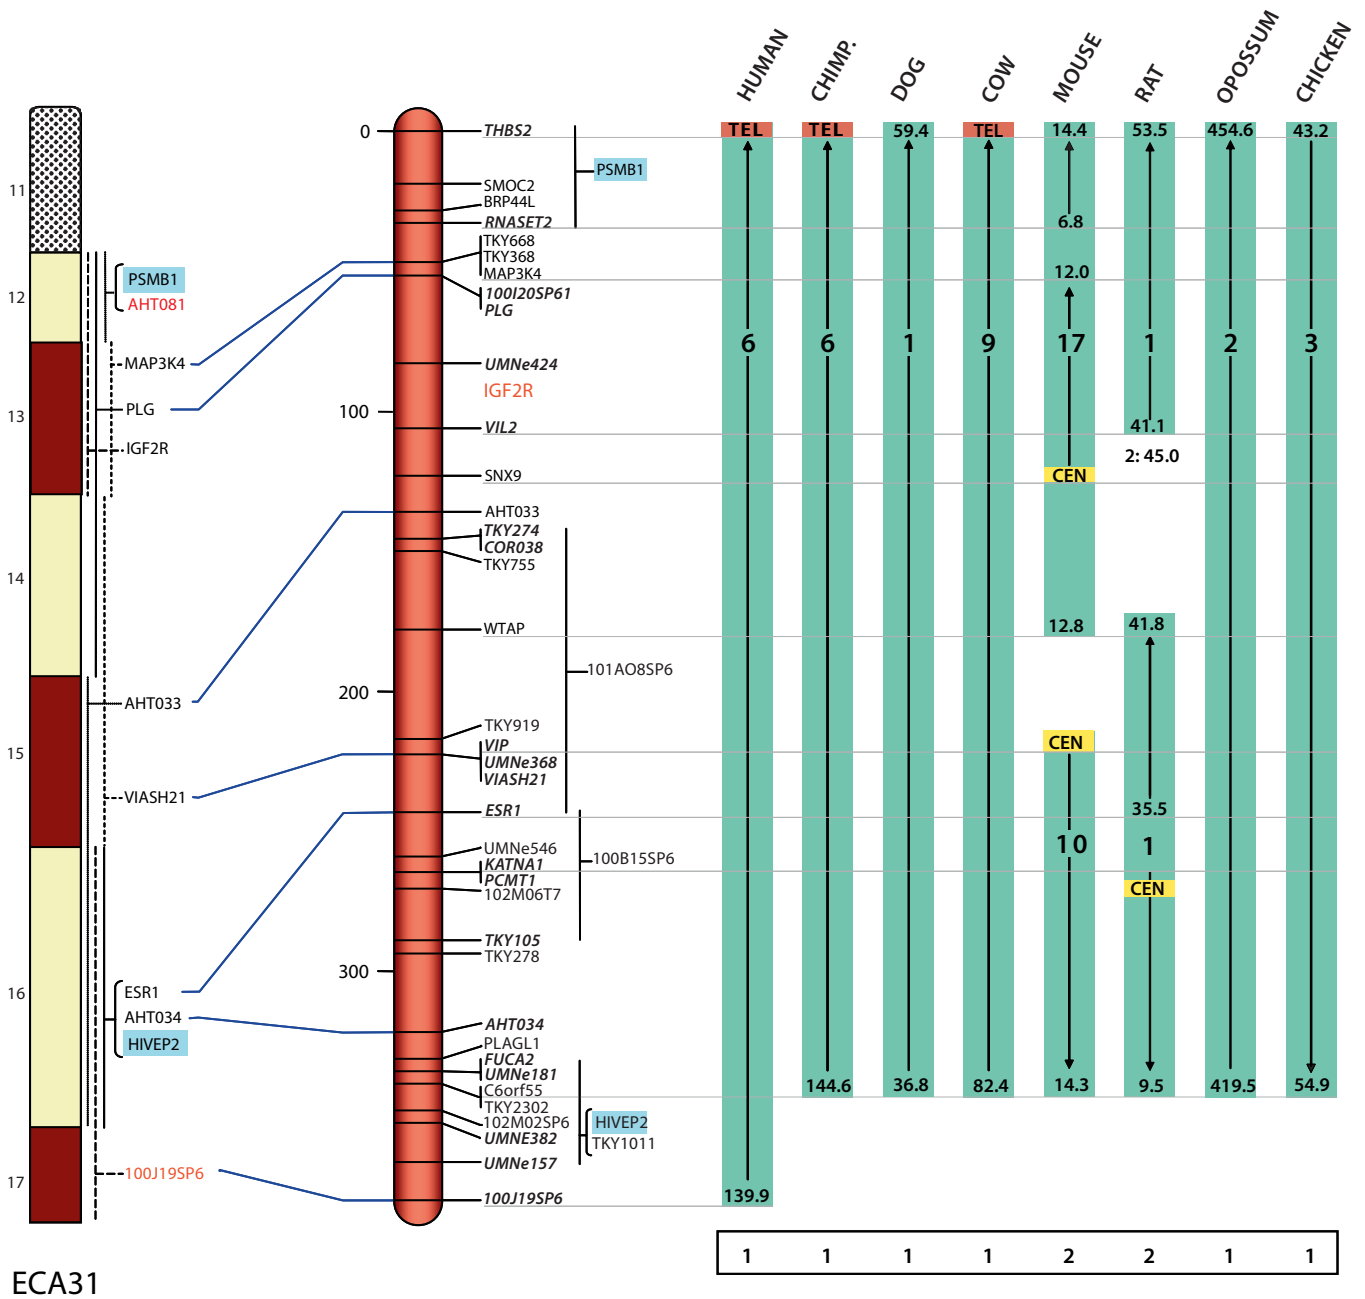 HUMAN
CHIMP.
DOG
COW
MOUSE
RAT
OPOSSUM
CHICKEN
11
12
13
14
15
16
17
PSMB1
AHT081
MAP3K4
PLG
IGF2R
AHT033
VIASH21
ESR1
AHT034
HIVEP2
100J19SP6
0
100
200
300
THBS2
SMOC2
BRP44L
RNASET2
TKY668
TKY368
MAP3K4
100I20SP61
PLG
UMNe424
IGF2R
VIL2
SNX9
AHT033
TKY274
COR038
TKY755
WTAP
TKY919
VIP
UMNe368
VIASH21
ESR1
UMNe546
KATNA1
PCMT1
102M06T7
TKY105
TKY278
AHT034
PLAGL1
FUCA2
UMNe181
C6orf55
TKY2302
102M02SP6
UMNE382
UMNe157
100J19SP6
PSMB1
101AO8SP6
100B15SP6
HIVEP2
TKY1011
TEL TEL 59.4 TEL 14.4 53.5 454.6 43.2
6.8
12.0
6 6 1 9 17 1 2 3
41.1
2: 45.0
CEN
12.8 41.8
CEN
35.5
10 1
CEN
144.6 36.8 82.4 14.3 9.5 419.5 54.9
139.9
1 1 1 1 2 2 1 1
ECA31